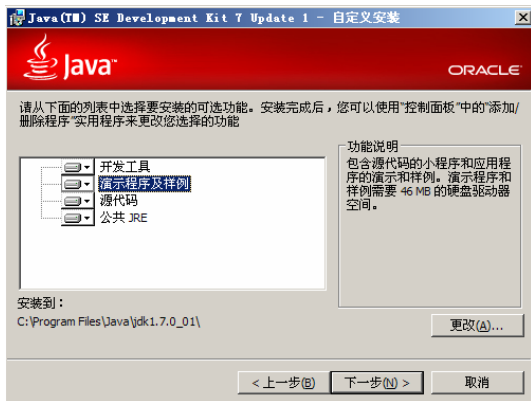 Java(TM) SE Development Kit 7 Update 1 - 自定义安装
Java™
ORACLE
请从下面的列表中选择要安装的可选功能。安装完成后，您可以使用"控制面板"中的"添加/
删除程序"实用程序来更改您选择的功能
开发工具
演示程序及样例
源代码
公共 JRE
功能说明
包含源代码的小程序和应用程
序的演示和样例。演示程序和
样例需要 46 MB 的硬盘驱动器
空间。
安装到：
C:\Program Files\Java\jdk1.7.0_01\
更改(A)...
< 上一步(B)
下一步(N) >
取消